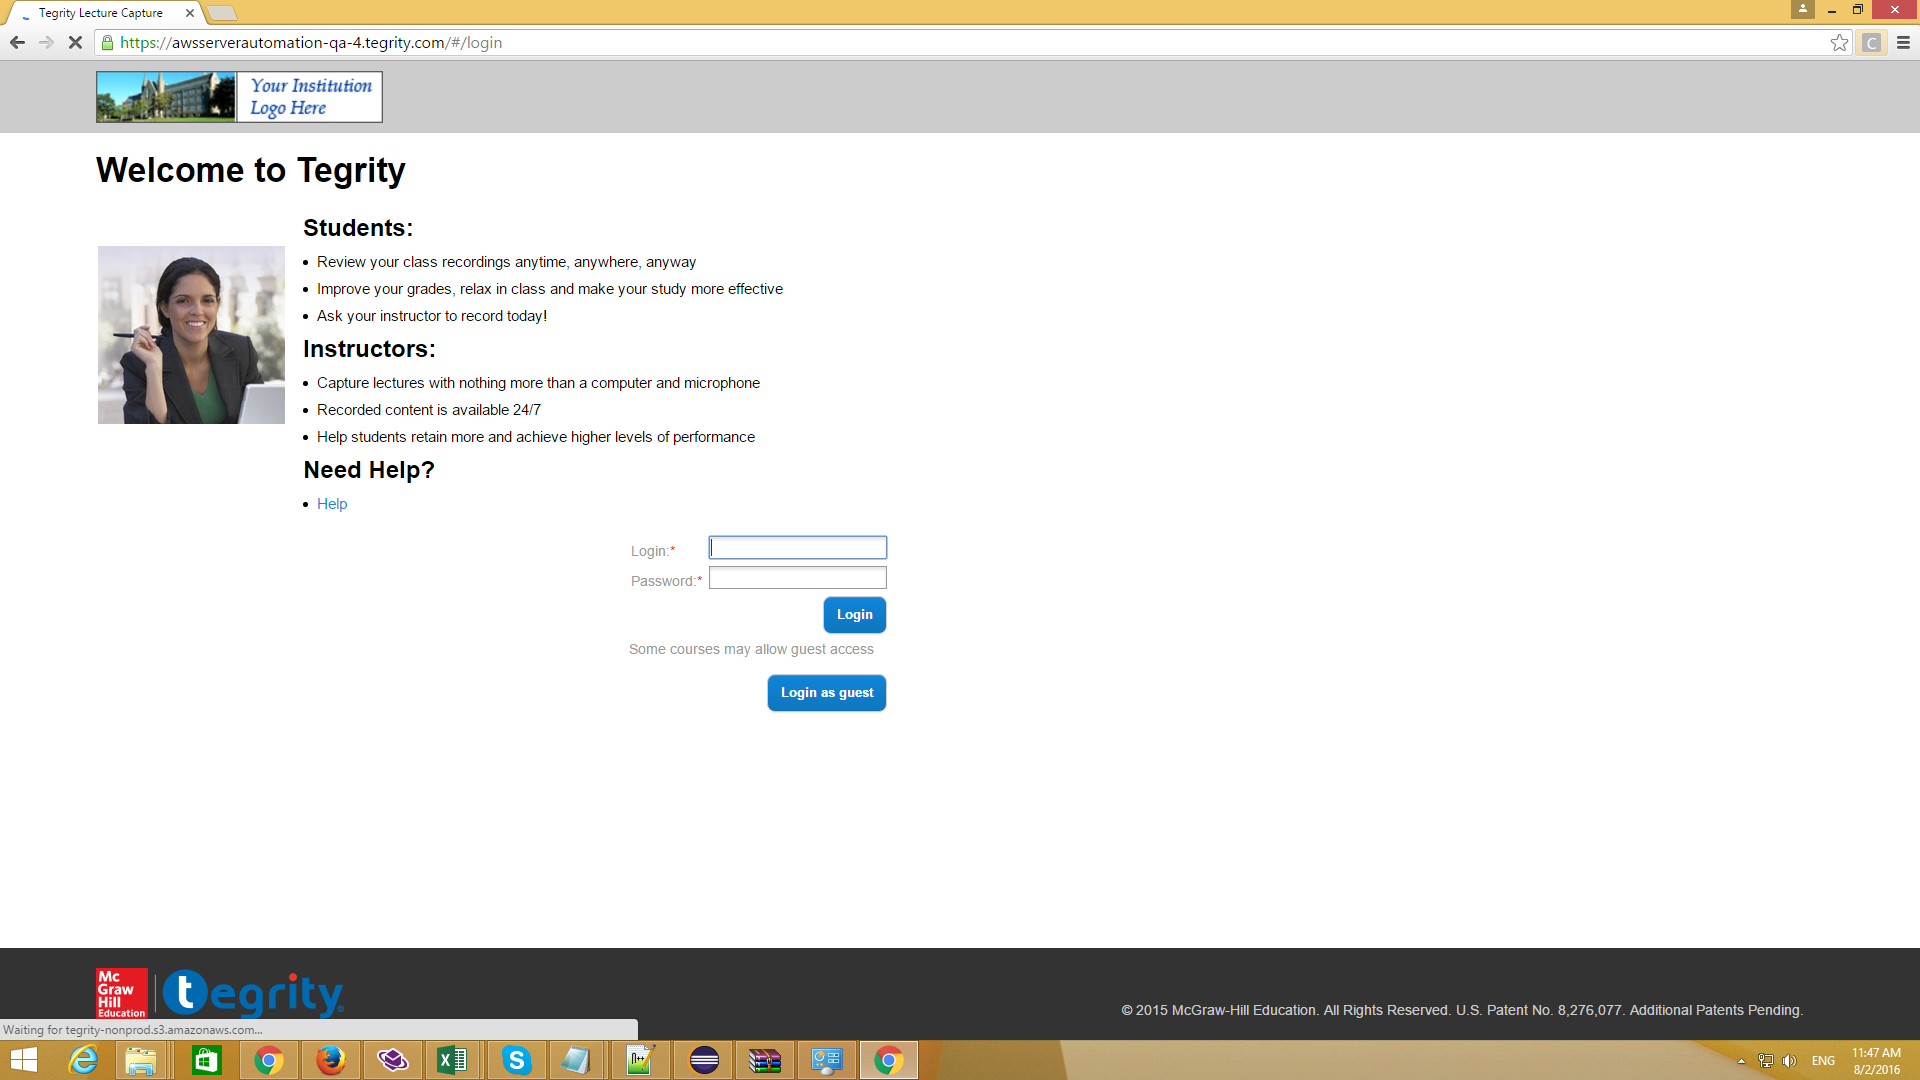 Tegrity Lecture Capture
https://awsserverautomation-qa-4.tegrity.com/#/login
C
Your Institution
Logo Here
Welcome to Tegrity
Students:
Review your class recordings anytime, anywhere, anyway
Improve your grades, relax in class and make your study more effective
Ask your instructor to record today!
Instructors:
Capture lectures with nothing more than a computer and microphone
Recorded content is available 24/7
Help students retain more and achieve higher levels of performance
Need Help?
Help
Login:*
Password:*
Login
Some courses may allow guest access
Login as guest
Mc
Graw
Hill
Education
tegrity
© 2015 McGraw-Hill Education. All Rights Reserved. U.S. Patent No. 8,276,077. Additional Patents Pending.
Waiting for tegrity-nonprod.s3.amazonaws.com...
ENG
11:47 AM
8/2/2016